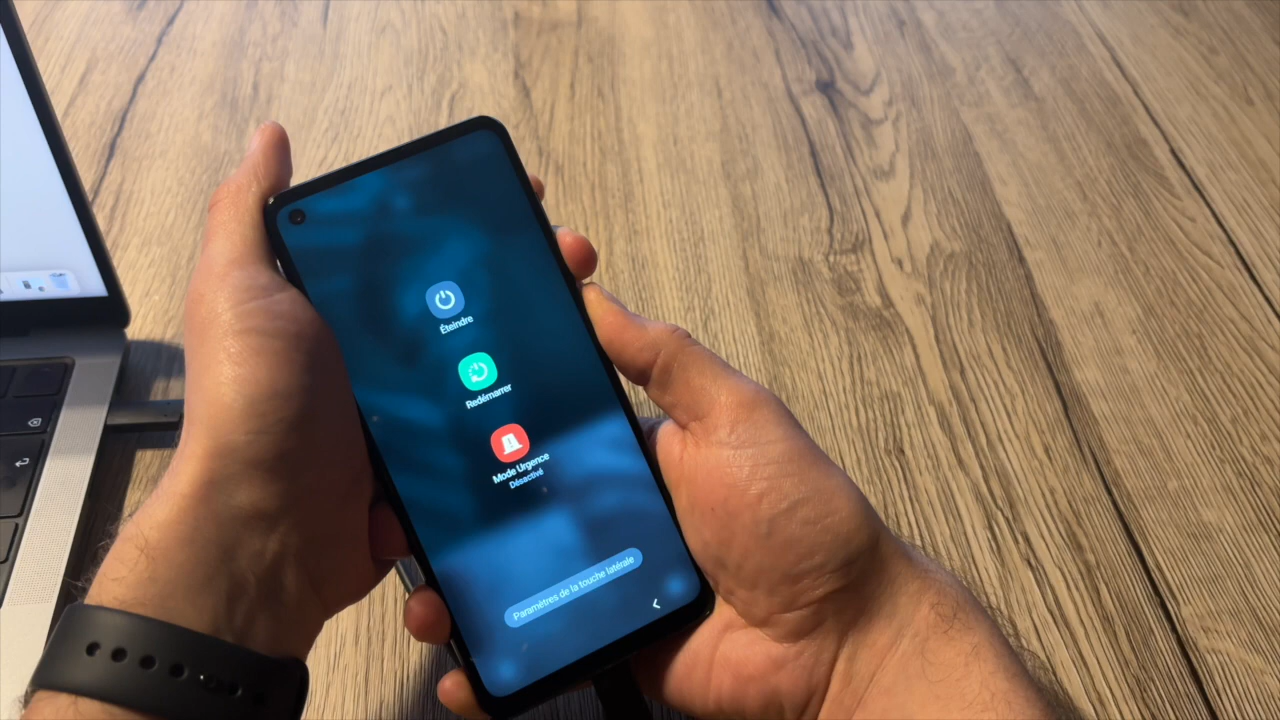 Éteindre
Redémarrer
Mode Urgence
Désactivé
Paramètres de la touche latérale